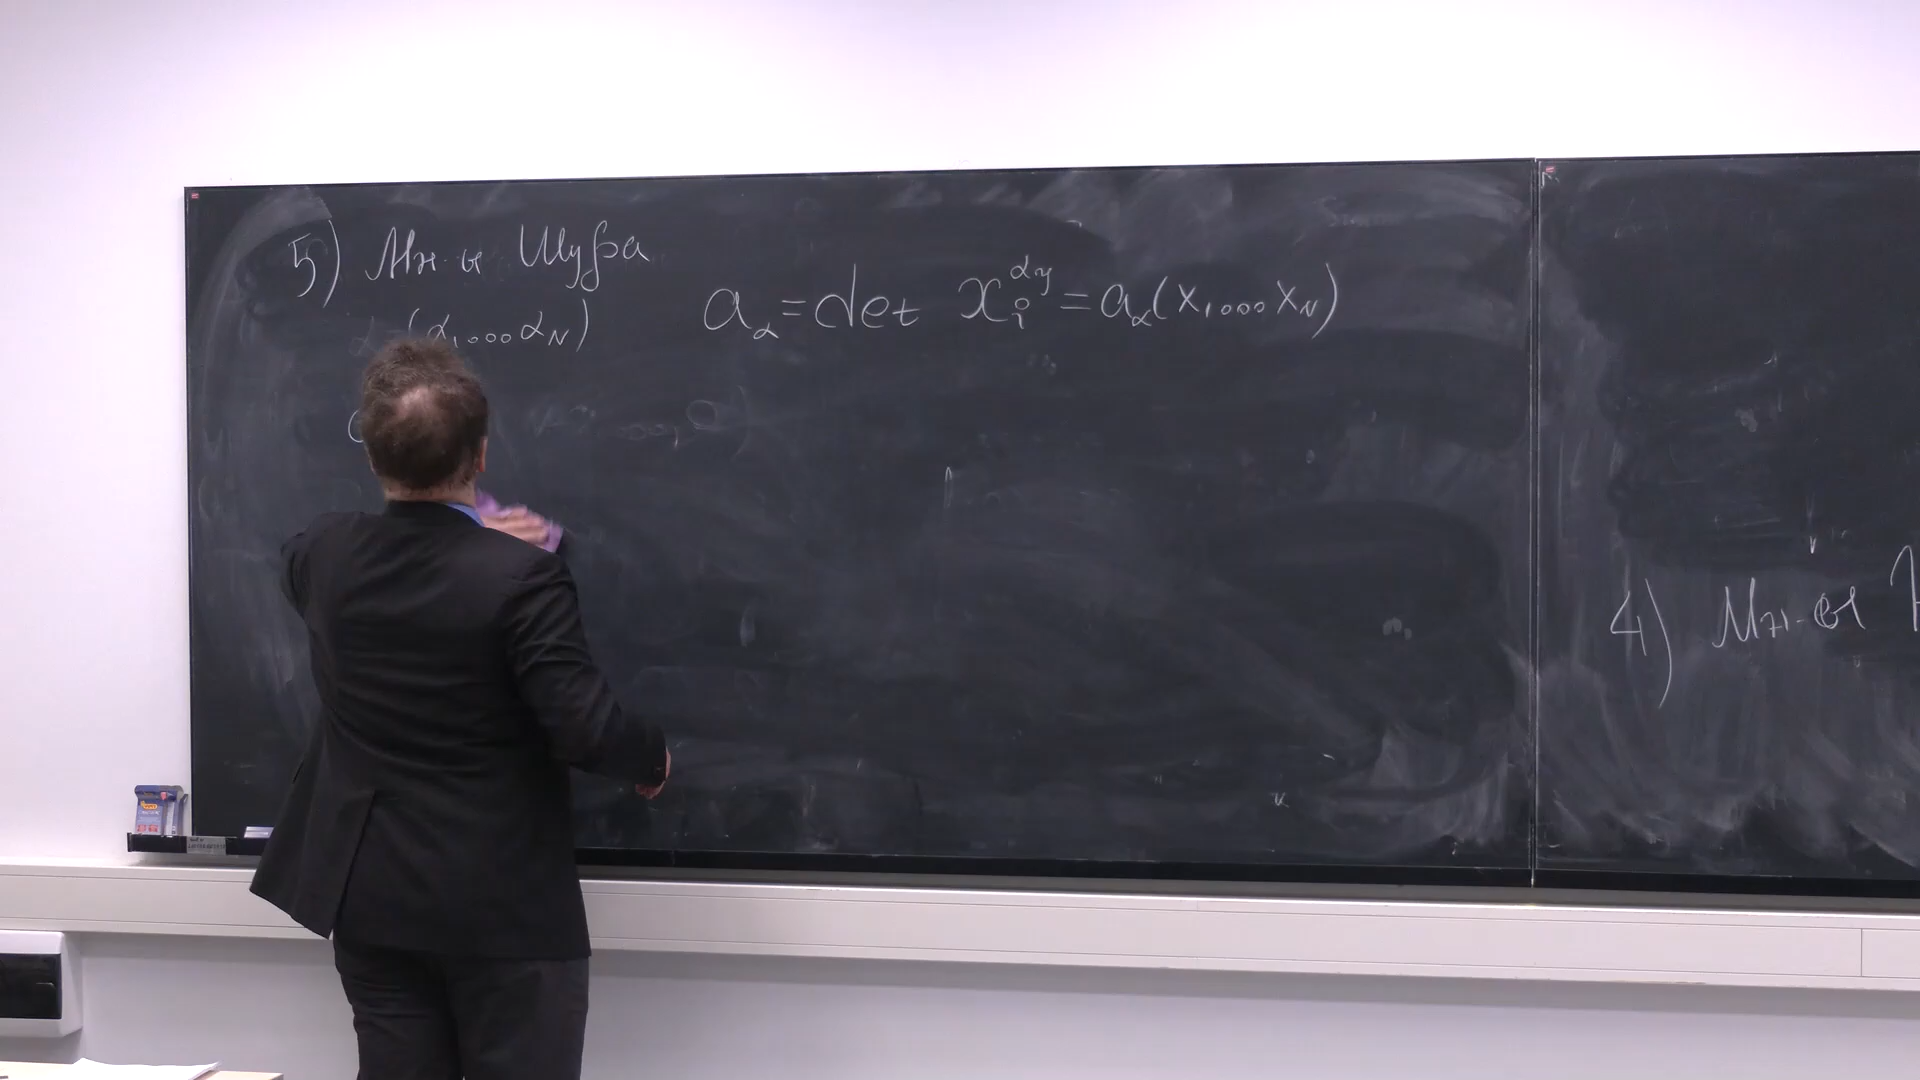 5) Мн-ы Шура
(α₁...α_N)
a_α = det x_i^{α_j} = a_α(x₁...x_N)
4) Мн-ы